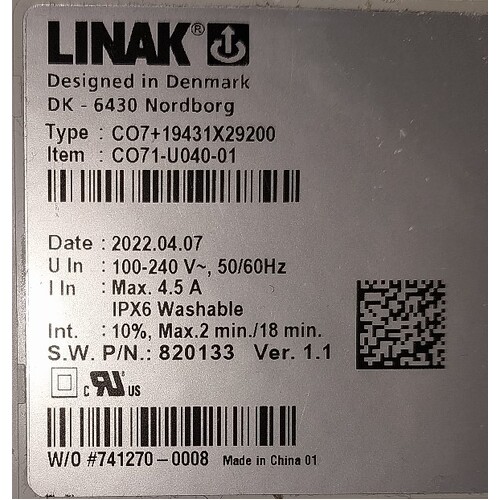 LINAK®
Designed in Denmark
DK - 6430 Nordborg
Type : CO7+19431X29200
Item : CO71-U040-01
Date : 2022.04.07
U In : 100-240 V~, 50/60Hz
I In : Max. 4.5 A
IPX6 Washable
Int. : 10%, Max.2 min./18 min.
S.W. P/N.: 820133 Ver. 1.1
c RU US
W/O #741270-0008 Made in China 01